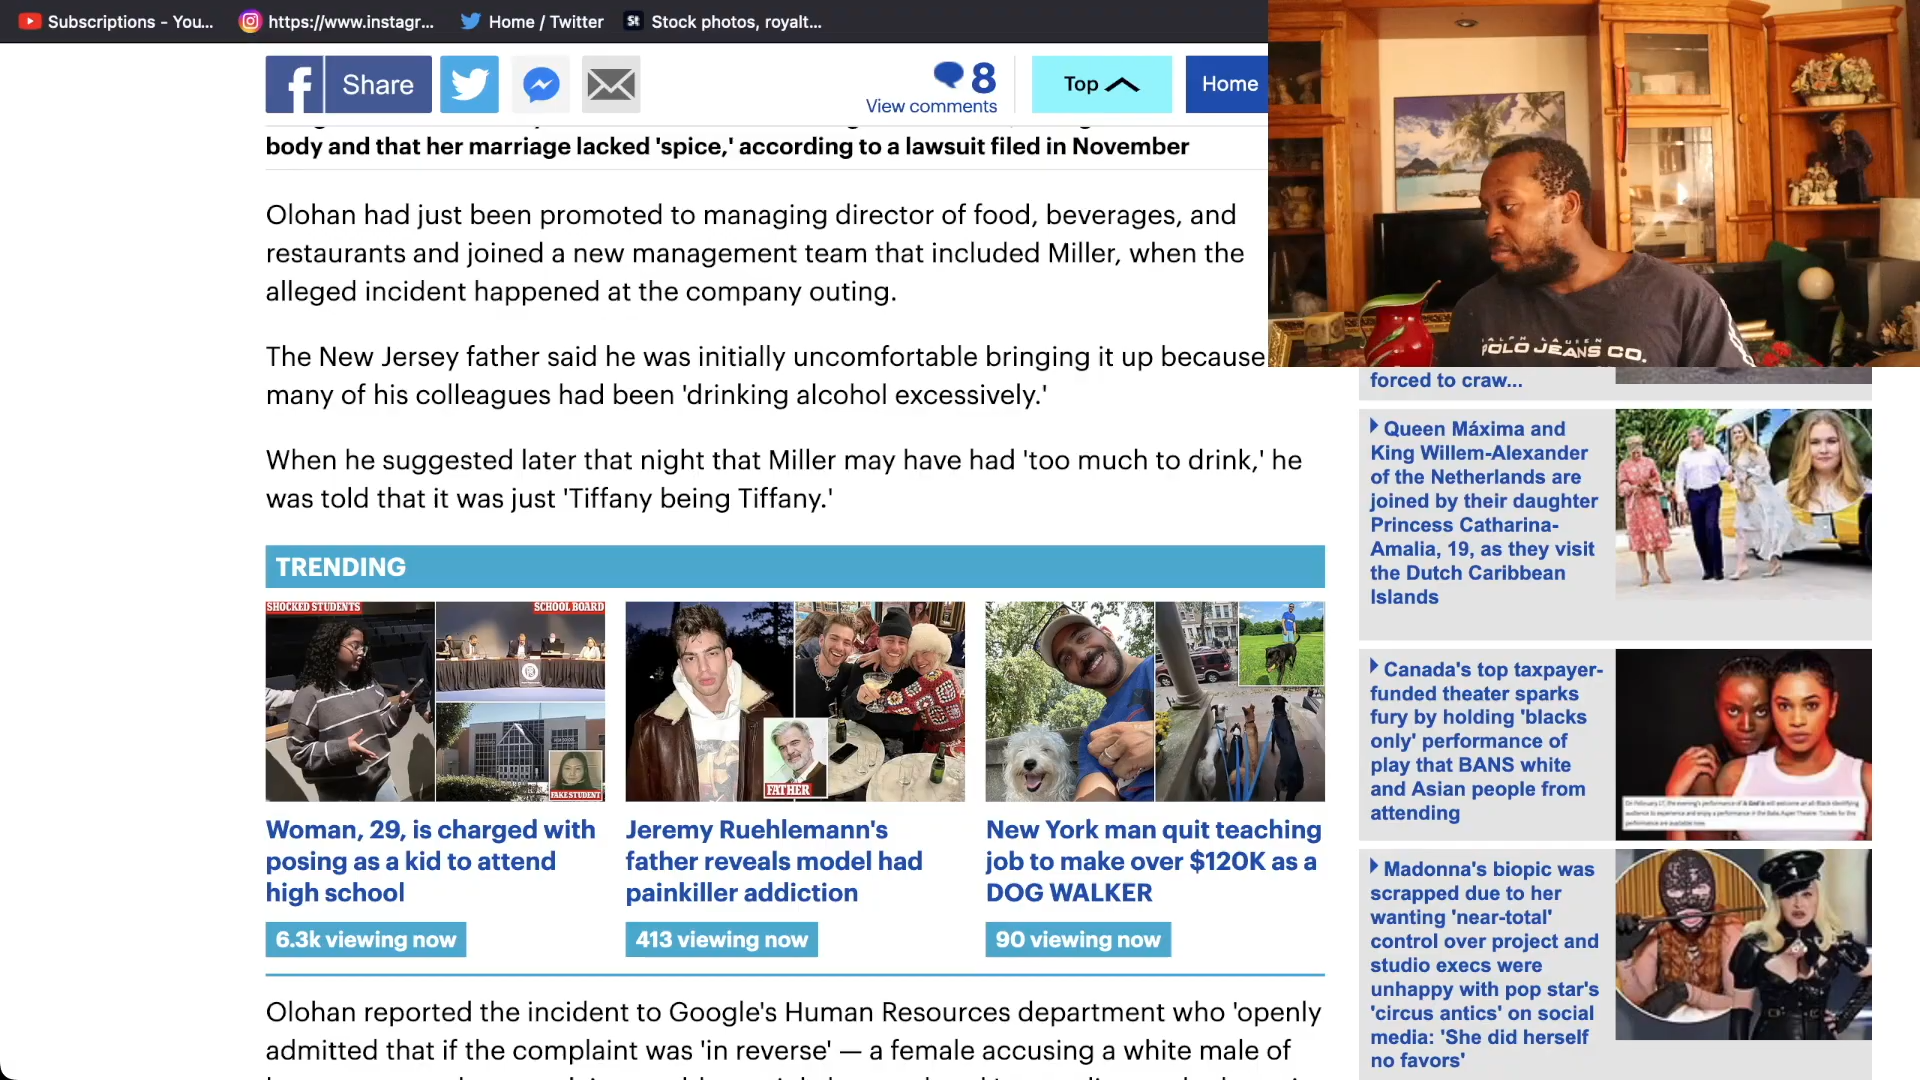 Subscriptions - You...
https://www.instagr...
Home / Twitter
Stock photos, royalt...
Share
8
View comments
Top
Home
body and that her marriage lacked 'spice,' according to a lawsuit filed in November
Olohan had just been promoted to managing director of food, beverages, and
restaurants and joined a new management team that included Miller, when the
alleged incident happened at the company outing.
The New Jersey father said he was initially uncomfortable bringing it up because
many of his colleagues had been 'drinking alcohol excessively.'
When he suggested later that night that Miller may have had 'too much to drink,' he
was told that it was just 'Tiffany being Tiffany.'
TRENDING
SHOCKED STUDENTS
SCHOOL BOARD
FAKE STUDENT
Woman, 29, is charged with
posing as a kid to attend
high school
6.3k viewing now
FATHER
Jeremy Ruehlemann's
father reveals model had
painkiller addiction
413 viewing now
New York man quit teaching
job to make over $120K as a
DOG WALKER
90 viewing now
Olohan reported the incident to Google's Human Resources department who 'openly
admitted that if the complaint was 'in reverse' — a female accusing a white male of
RALPH LAUREN
POLO JEANS CO.
forced to craw...
Queen Máxima and
King Willem-Alexander
of the Netherlands are
joined by their daughter
Princess Catharina-
Amalia, 19, as they visit
the Dutch Caribbean
Islands
Canada's top taxpayer-
funded theater sparks
fury by holding 'blacks
only' performance of
play that BANS white
and Asian people from
attending
Madonna's biopic was
scrapped due to her
wanting 'near-total'
control over project and
studio execs were
unhappy with pop star's
'circus antics' on social
media: 'She did herself
no favors'